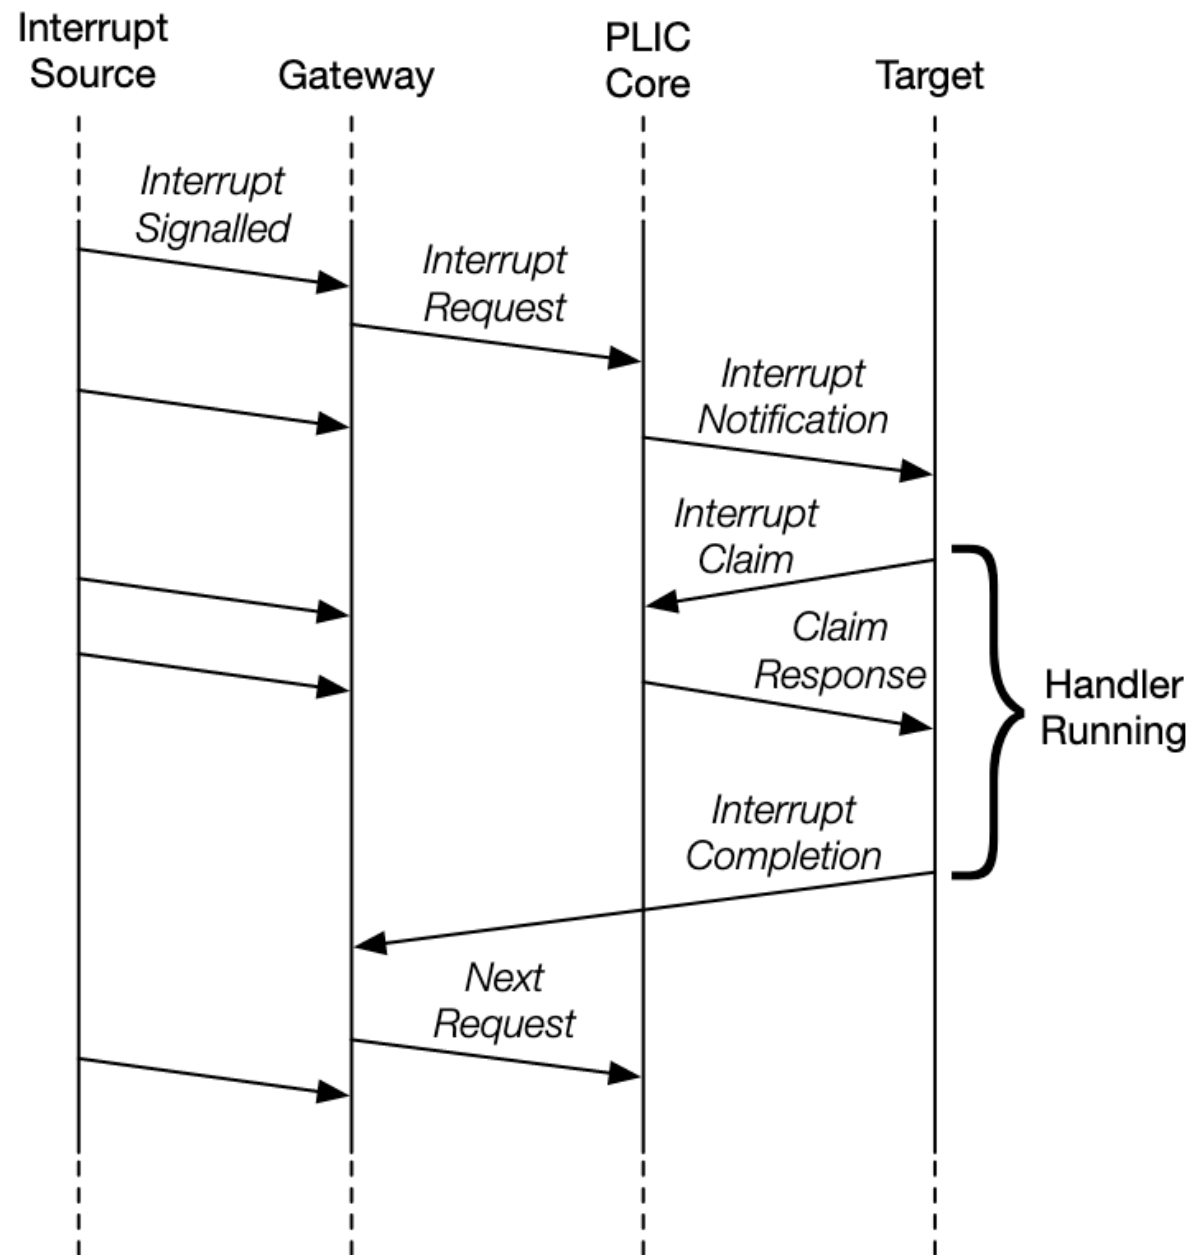 Interrupt
Source
Gateway
PLIC
Core
Target
Interrupt
Signalled
Interrupt
Request
Interrupt
Notification
Interrupt
Claim
Claim
Response
Handler
Running
Interrupt
Completion
Next
Request